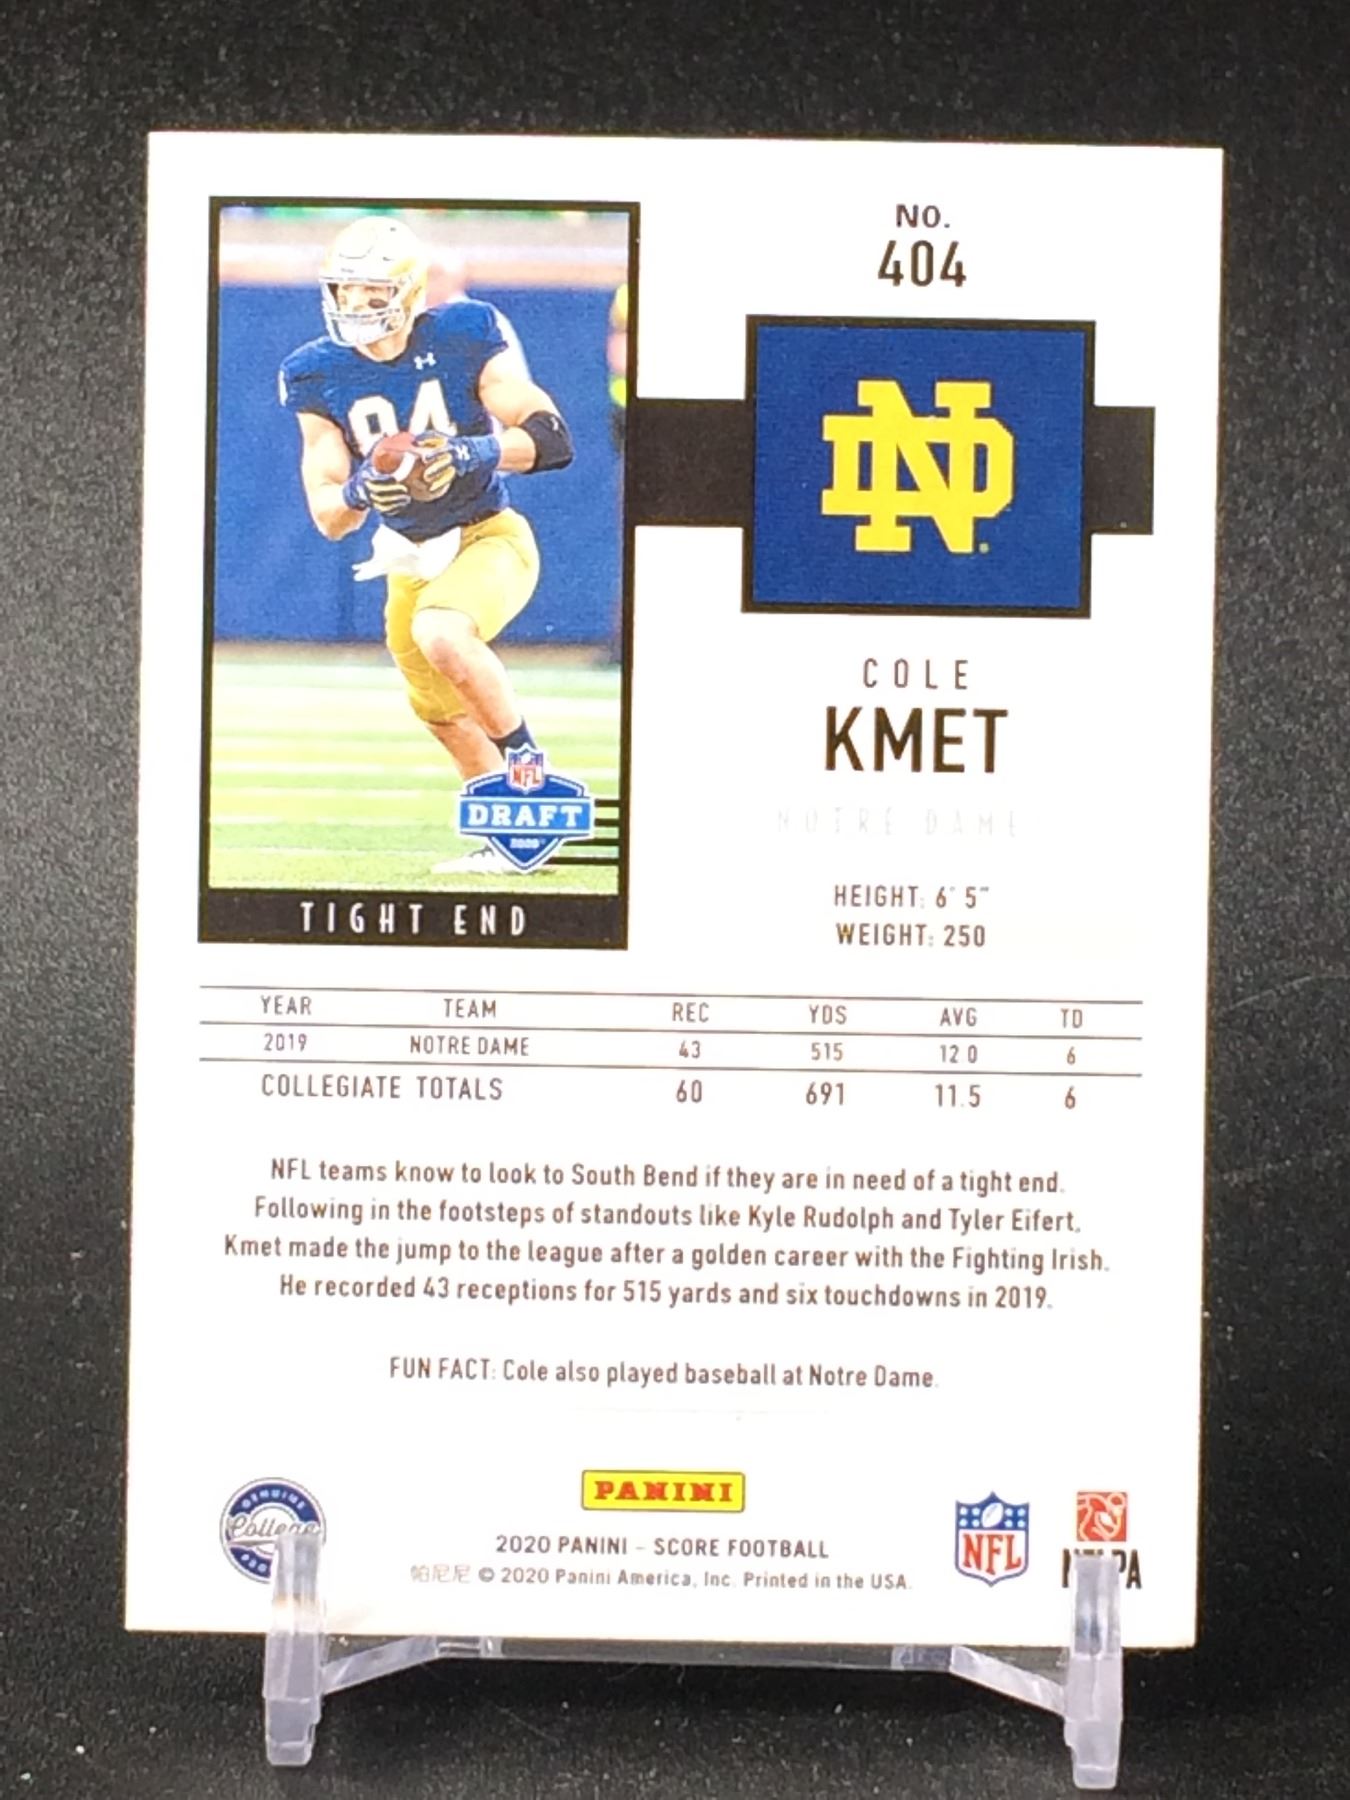 NO.
404
84
ND
NFL
DRAFT
2020
TIGHT END
COLE
KMET
NOTRE DAME
HEIGHT: 6' 5"
WEIGHT: 250
YEAR TEAM REC YDS AVG TD
2019 NOTRE DAME 43 515 12.0 6
COLLEGIATE TOTALS 60 691 11.5 6
NFL teams know to look to South Bend if they are in need of a tight end.
Following in the footsteps of standouts like Kyle Rudolph and Tyler Eifert,
Kmet made the jump to the league after a golden career with the Fighting Irish.
He recorded 43 receptions for 515 yards and six touchdowns in 2019.
FUN FACT: Cole also played baseball at Notre Dame.
GENUINE
College
PANINI
2020 PANINI – SCORE FOOTBALL
帕尼尼 © 2020 Panini America, Inc. Printed in the USA.
NFL